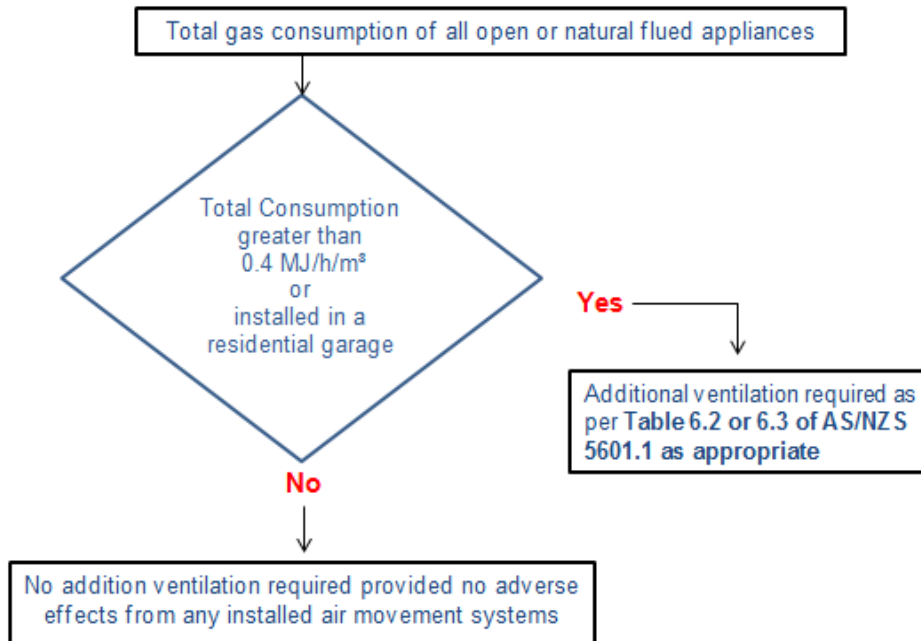 Total gas consumption of all open or natural flued appliances
Total Consumption
greater than
0.4 MJ/h/m³
or
installed in a
residential garage
Yes
Additional ventilation required as
per Table 6.2 or 6.3 of AS/NZS
5601.1 as appropriate
No
No addition ventilation required provided no adverse
effects from any installed air movement systems